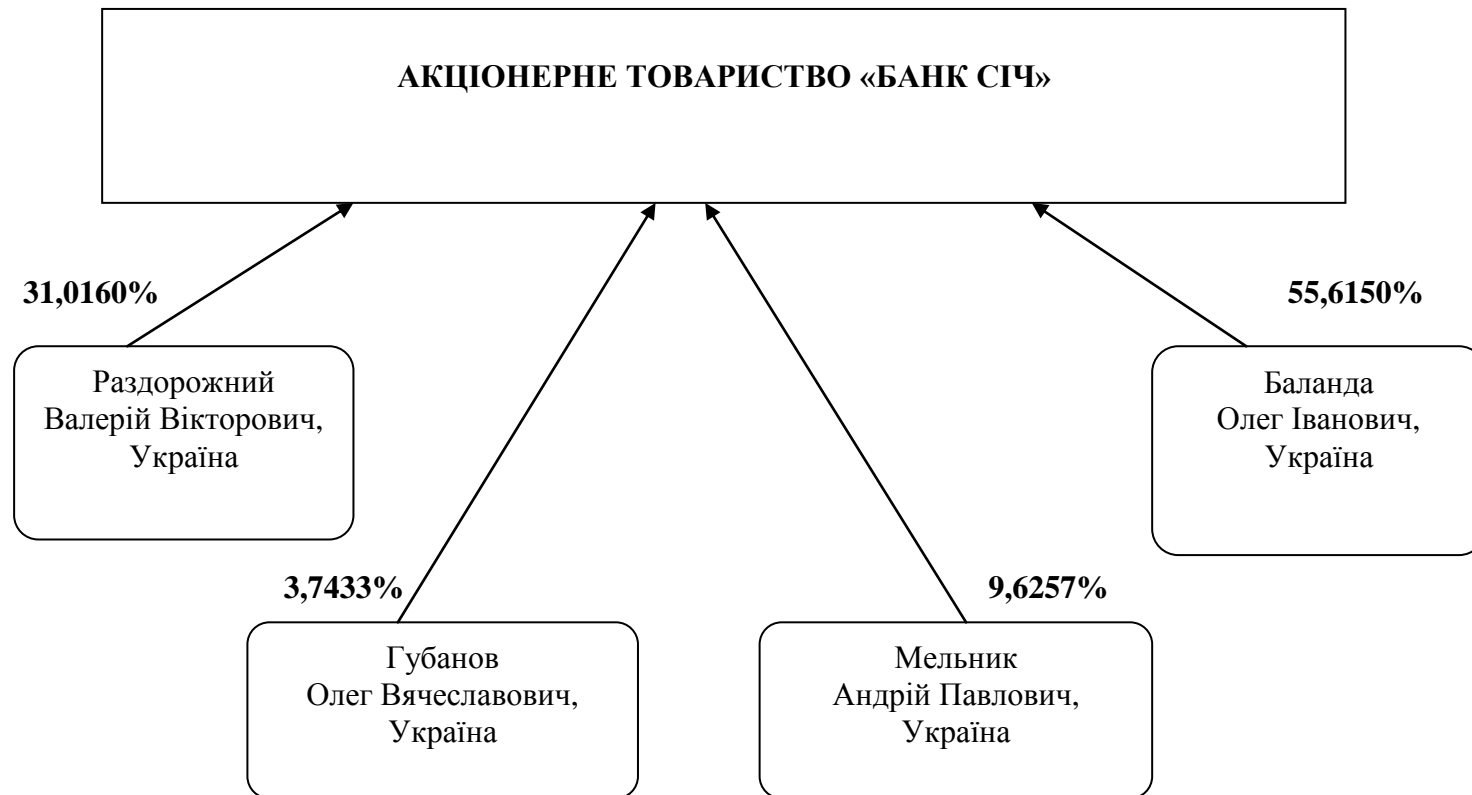 АКЦІОНЕРНЕ ТОВАРИСТВО «БАНК СІЧ»
31,0160%
55,6150%
Раздорожний
Валерій Вікторович,
Україна
Баланда
Олег Іванович,
Україна
3,7433%
9,6257%
Губанов
Олег Вячеславович,
Україна
Мельник
Андрій Павлович,
Україна